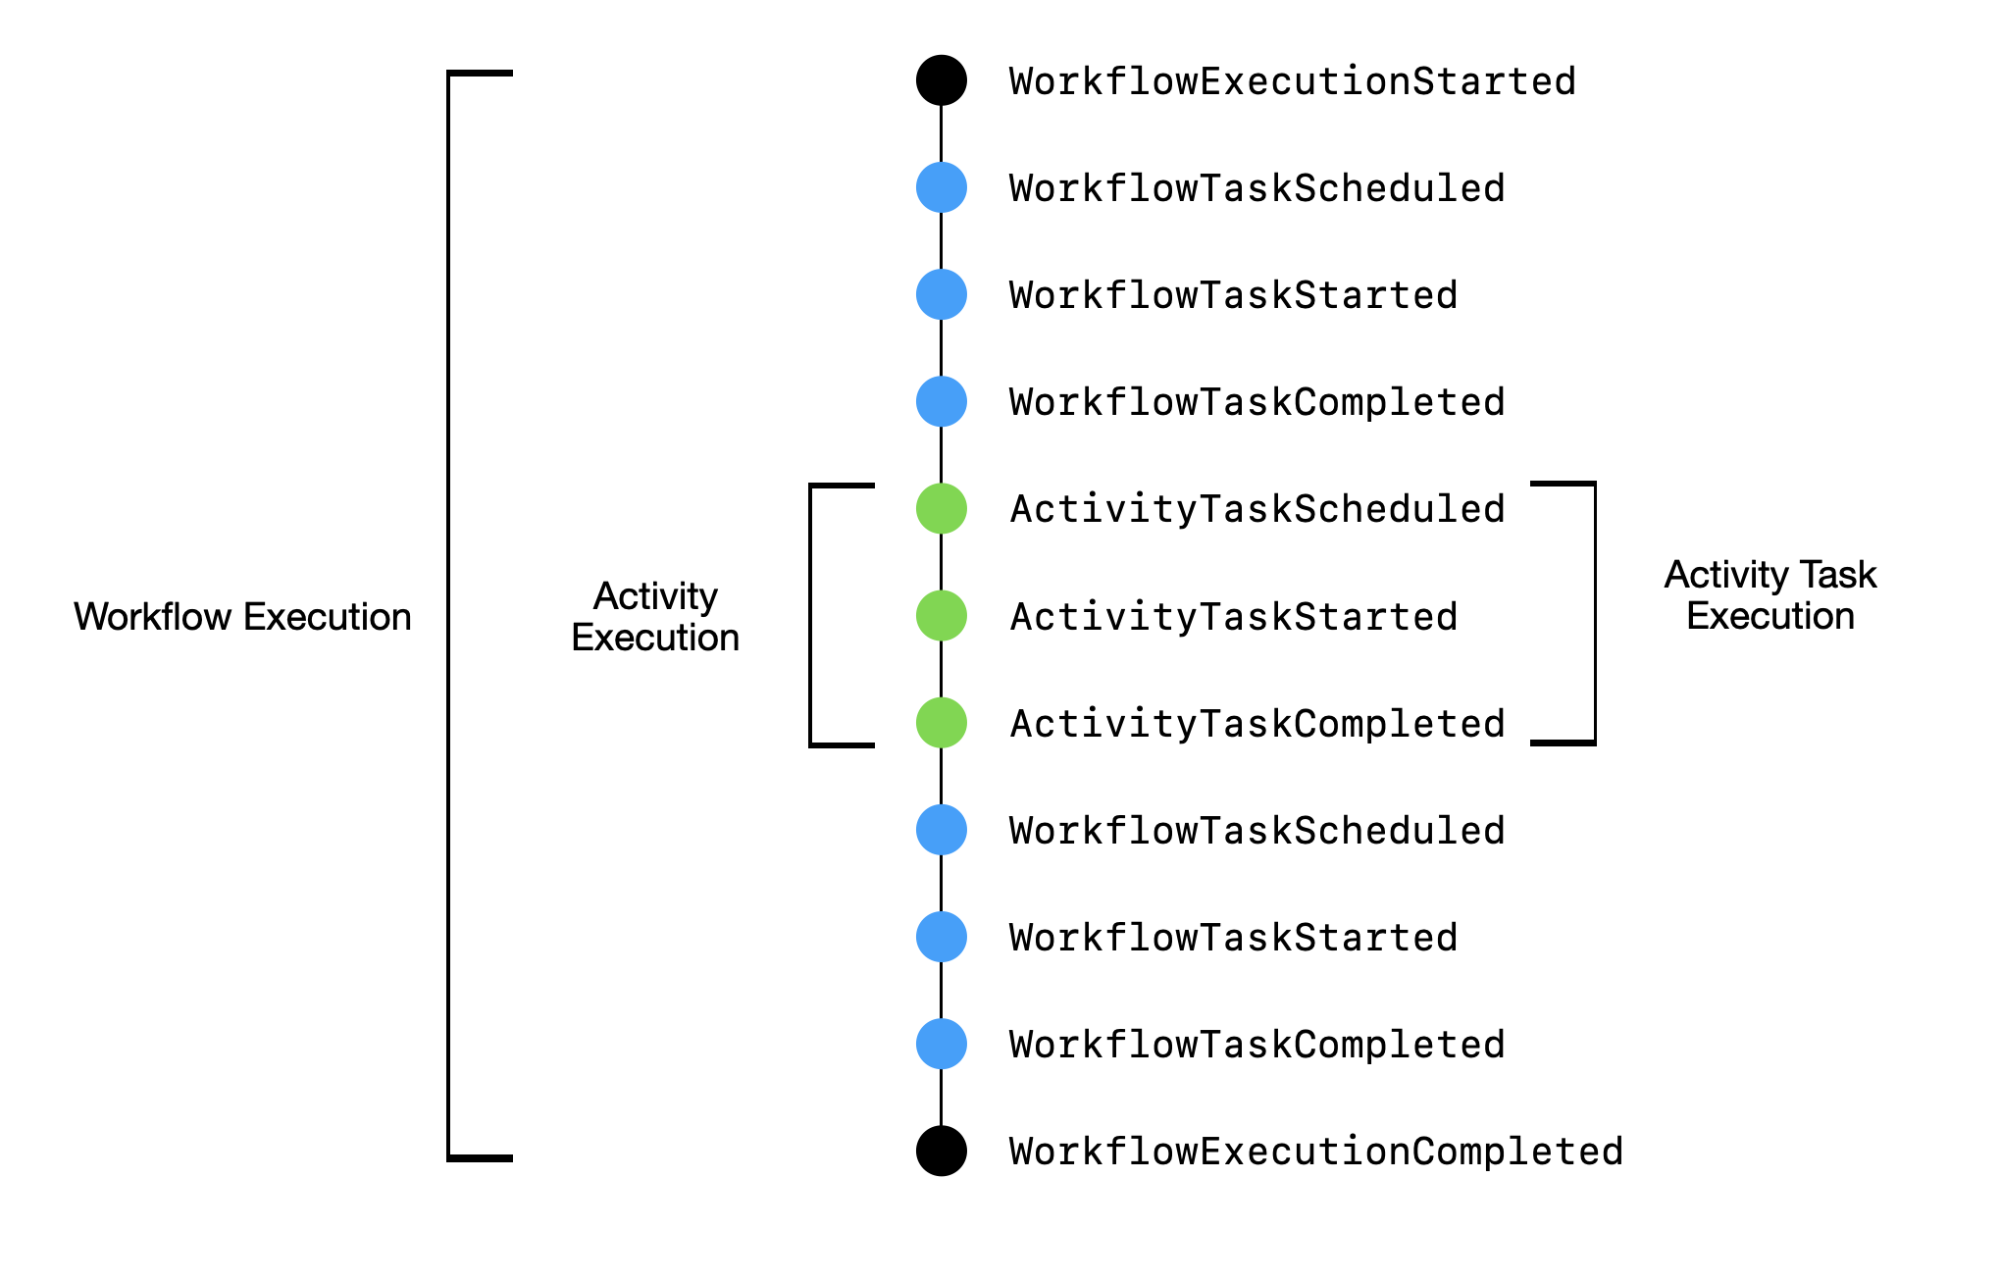 WorkflowExecutionStarted
WorkflowTaskScheduled
WorkflowTaskStarted
WorkflowTaskCompleted
ActivityTaskScheduled
ActivityTaskStarted
ActivityTaskCompleted
WorkflowTaskScheduled
WorkflowTaskStarted
WorkflowTaskCompleted
WorkflowExecutionCompleted
Workflow Execution
Activity
Execution
Activity Task
Execution